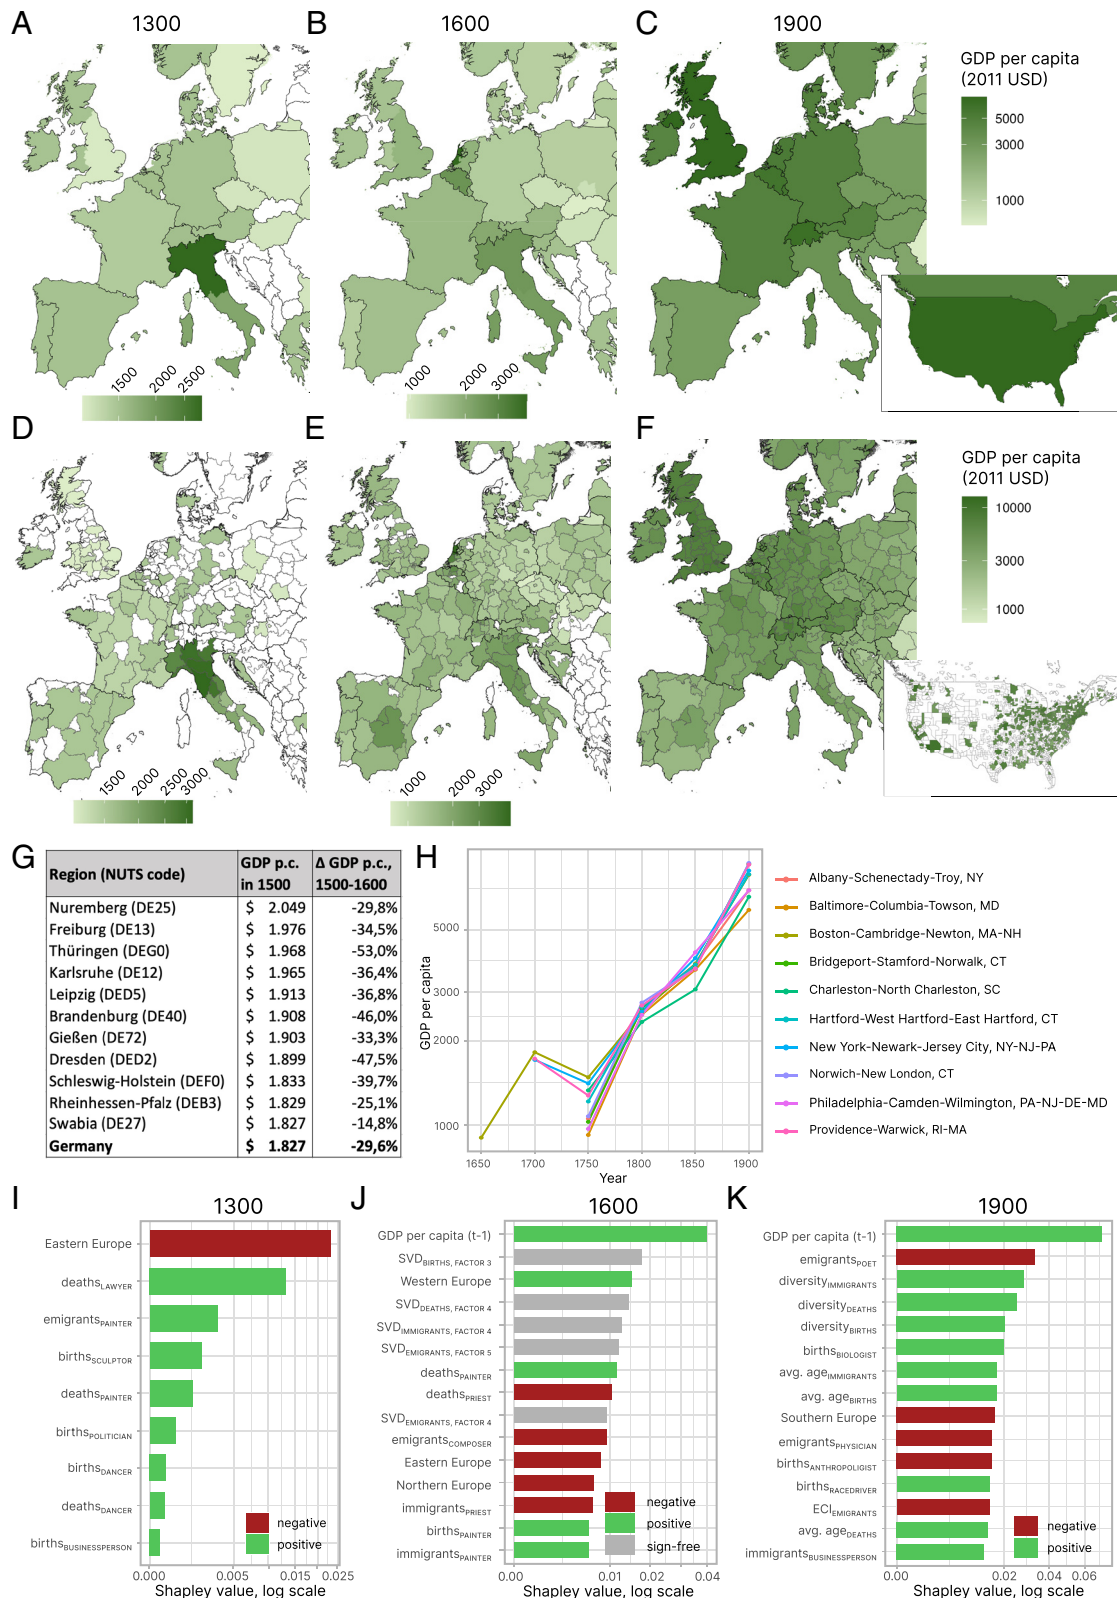 A 1300 B 1600 C 1900
GDP per capita
(2011 USD)
5000
3000
1000
1500 2000 2500
1000 2000 3000
D E F
GDP per capita
(2011 USD)
10000
3000
1000
1500 2000 2500 3000
1000 2000 3000
G
Region (NUTS code) GDP p.c. in 1500 Δ GDP p.c., 1500-1600
Nuremberg (DE25) $ 2.049 -29,8%
Freiburg (DE13) $ 1.976 -34,5%
Thüringen (DEG0) $ 1.968 -53,0%
Karlsruhe (DE12) $ 1.965 -36,4%
Leipzig (DED5) $ 1.913 -36,8%
Brandenburg (DE40) $ 1.908 -46,0%
Gießen (DE72) $ 1.903 -33,3%
Dresden (DED2) $ 1.899 -47,5%
Schleswig-Holstein (DEF0) $ 1.833 -39,7%
Rheinhessen-Pfalz (DEB3) $ 1.829 -25,1%
Swabia (DE27) $ 1.827 -14,8%
Germany $ 1.827 -29,6%
H
GDP per capita
5000
3000
2000
1000
1650 1700 1750 1800 1850 1900
Year
Albany-Schenectady-Troy, NY
Baltimore-Columbia-Towson, MD
Boston-Cambridge-Newton, MA-NH
Bridgeport-Stamford-Norwalk, CT
Charleston-North Charleston, SC
Hartford-West Hartford-East Hartford, CT
New York-Newark-Jersey City, NY-NJ-PA
Norwich-New London, CT
Philadelphia-Camden-Wilmington, PA-NJ-DE-MD
Providence-Warwick, RI-MA
I 1300
Eastern Europe
deathsLAWYER
emigrantsPAINTER
birthsSCULPTOR
deathsPAINTER
birthsPOLITICIAN
birthsDANCER
deathsDANCER
birthsBUSINESSPERSON
negative
positive
0.000 0.005 0.015 0.025
Shapley value, log scale
J 1600
GDP per capita (t-1)
SVDBIRTHS, FACTOR 3
Western Europe
SVDDEATHS, FACTOR 4
SVDIMMIGRANTS, FACTOR 4
SVDEMIGRANTS, FACTOR 5
deathsPAINTER
deathsPRIEST
SVDEMIGRANTS, FACTOR 4
emigrantsCOMPOSER
Eastern Europe
Northern Europe
immigrantsPRIEST
birthsPAINTER
immigrantsPAINTER
negative
positive
sign-free
0.00 0.01 0.02 0.04
Shapley value, log scale
K 1900
GDP per capita (t-1)
emigrantsPOET
diversityIMMIGRANTS
diversityDEATHS
diversityBIRTHS
birthsBIOLOGIST
avg. ageIMMIGRANTS
avg. ageBIRTHS
Southern Europe
emigrantsPHYSICIAN
birthsANTHROPOLIGIST
birthsRACEDRIVER
ECIEMIGRANTS
avg. ageDEATHS
immigrantsBUSINESSPERSON
negative
positive
0.00 0.02 0.04 0.06
Shapley value, log scale